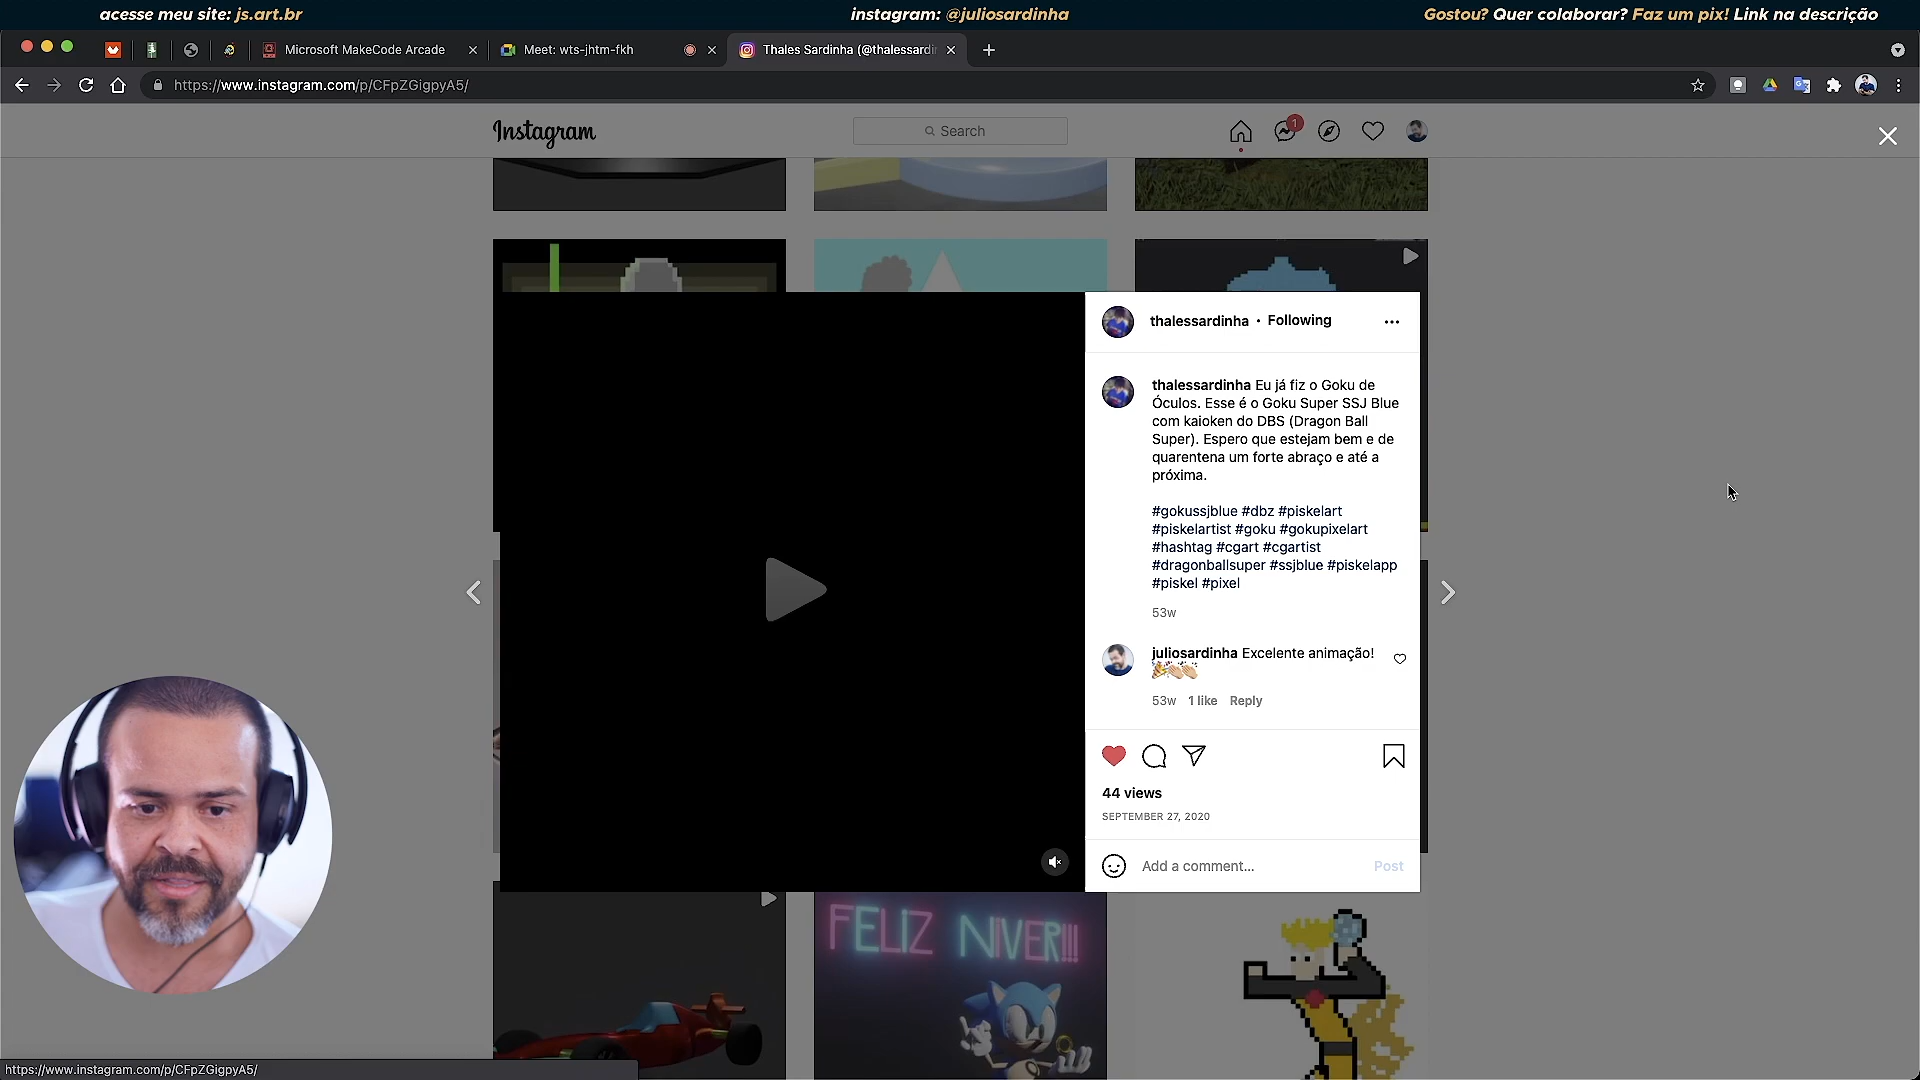 acesse meu site: js.art.br
instagram: @juliosardinha
Gostou? Quer colaborar? Faz um pix! Link na descrição
Microsoft MakeCode Arcade
Meet: wts-jhtm-fkh
Thales Sardinha (@thalessardin
https://www.instagram.com/p/CFpZGigpyA5/
Instagram
Search
1
thalessardinha • Following
thalessardinha Eu já fiz o Goku de
Óculos. Esse é o Goku Super SSJ Blue
com kaioken do DBS (Dragon Ball
Super). Espero que estejam bem e de
quarentena um forte abraço e até a
próxima.
#gokussjblue #dbz #piskelart
#piskelartist #goku #gokupixelart
#hashtag #cgart #cgartist
#dragonballsuper #ssjblue #piskelapp
#piskel #pixel
53w
juliosardinha Excelente animação!
53w 1 like Reply
44 views
SEPTEMBER 27, 2020
Add a comment...
Post
FELIZ NIVER!!!
https://www.instagram.com/p/CFpZGigpyA5/